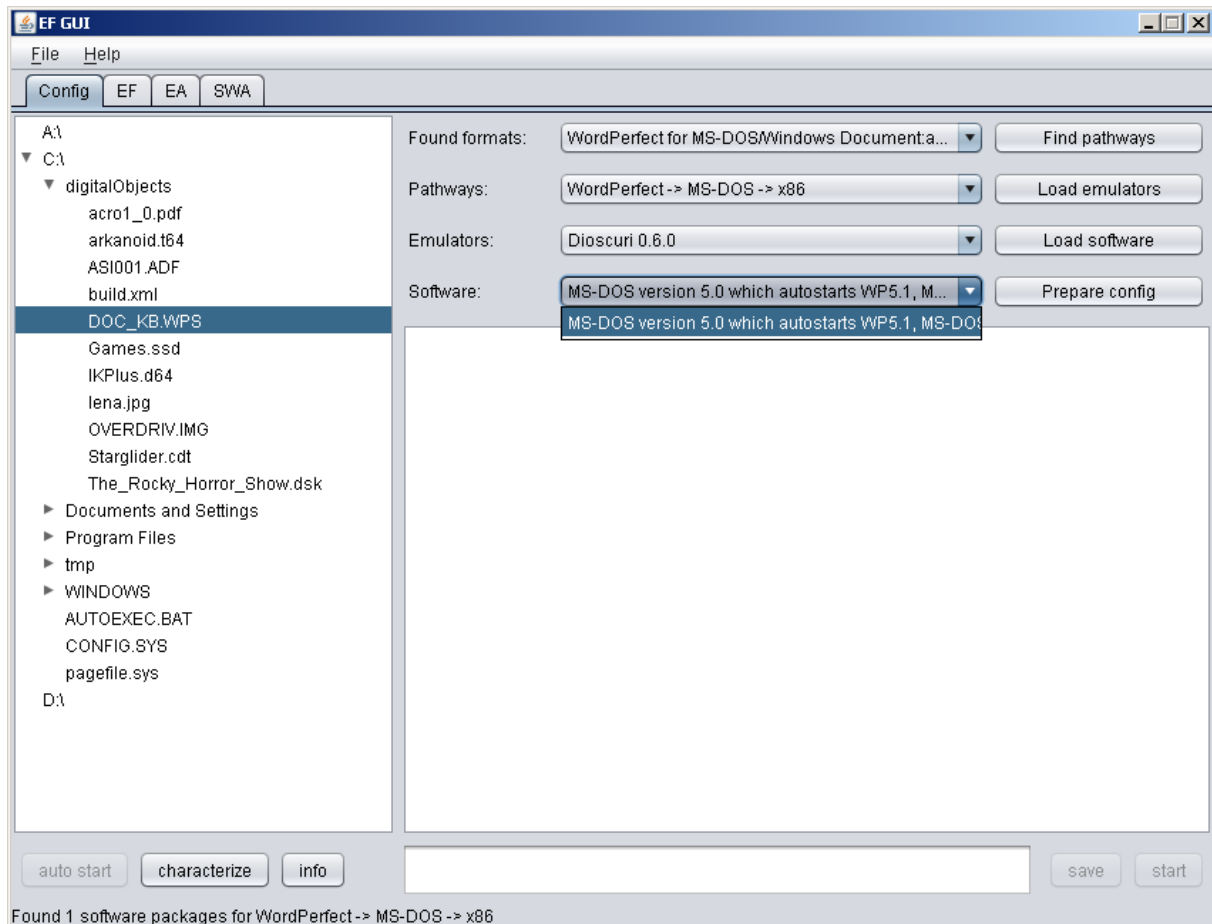 EF GUI
File Help
Config EF EA SWA
A:\
C:\
digitalObjects
acro1_0.pdf
arkanoid.t64
ASI001.ADF
build.xml
DOC_KB.WPS
Games.ssd
IKPlus.d64
lena.jpg
OVERDRIV.IMG
Starglider.cdt
The_Rocky_Horror_Show.dsk
Documents and Settings
Program Files
tmp
WINDOWS
AUTOEXEC.BAT
CONFIG.SYS
pagefile.sys
D:\
Found formats: WordPerfect for MS-DOS/Windows Document:a... Find pathways
Pathways: WordPerfect -> MS-DOS -> x86 Load emulators
Emulators: Dioscuri 0.6.0 Load software
Software: MS-DOS version 5.0 which autostarts WP5.1, M... Prepare config
MS-DOS version 5.0 which autostarts WP5.1, MS-DOS
auto start characterize info save start
Found 1 software packages for WordPerfect -> MS-DOS -> x86